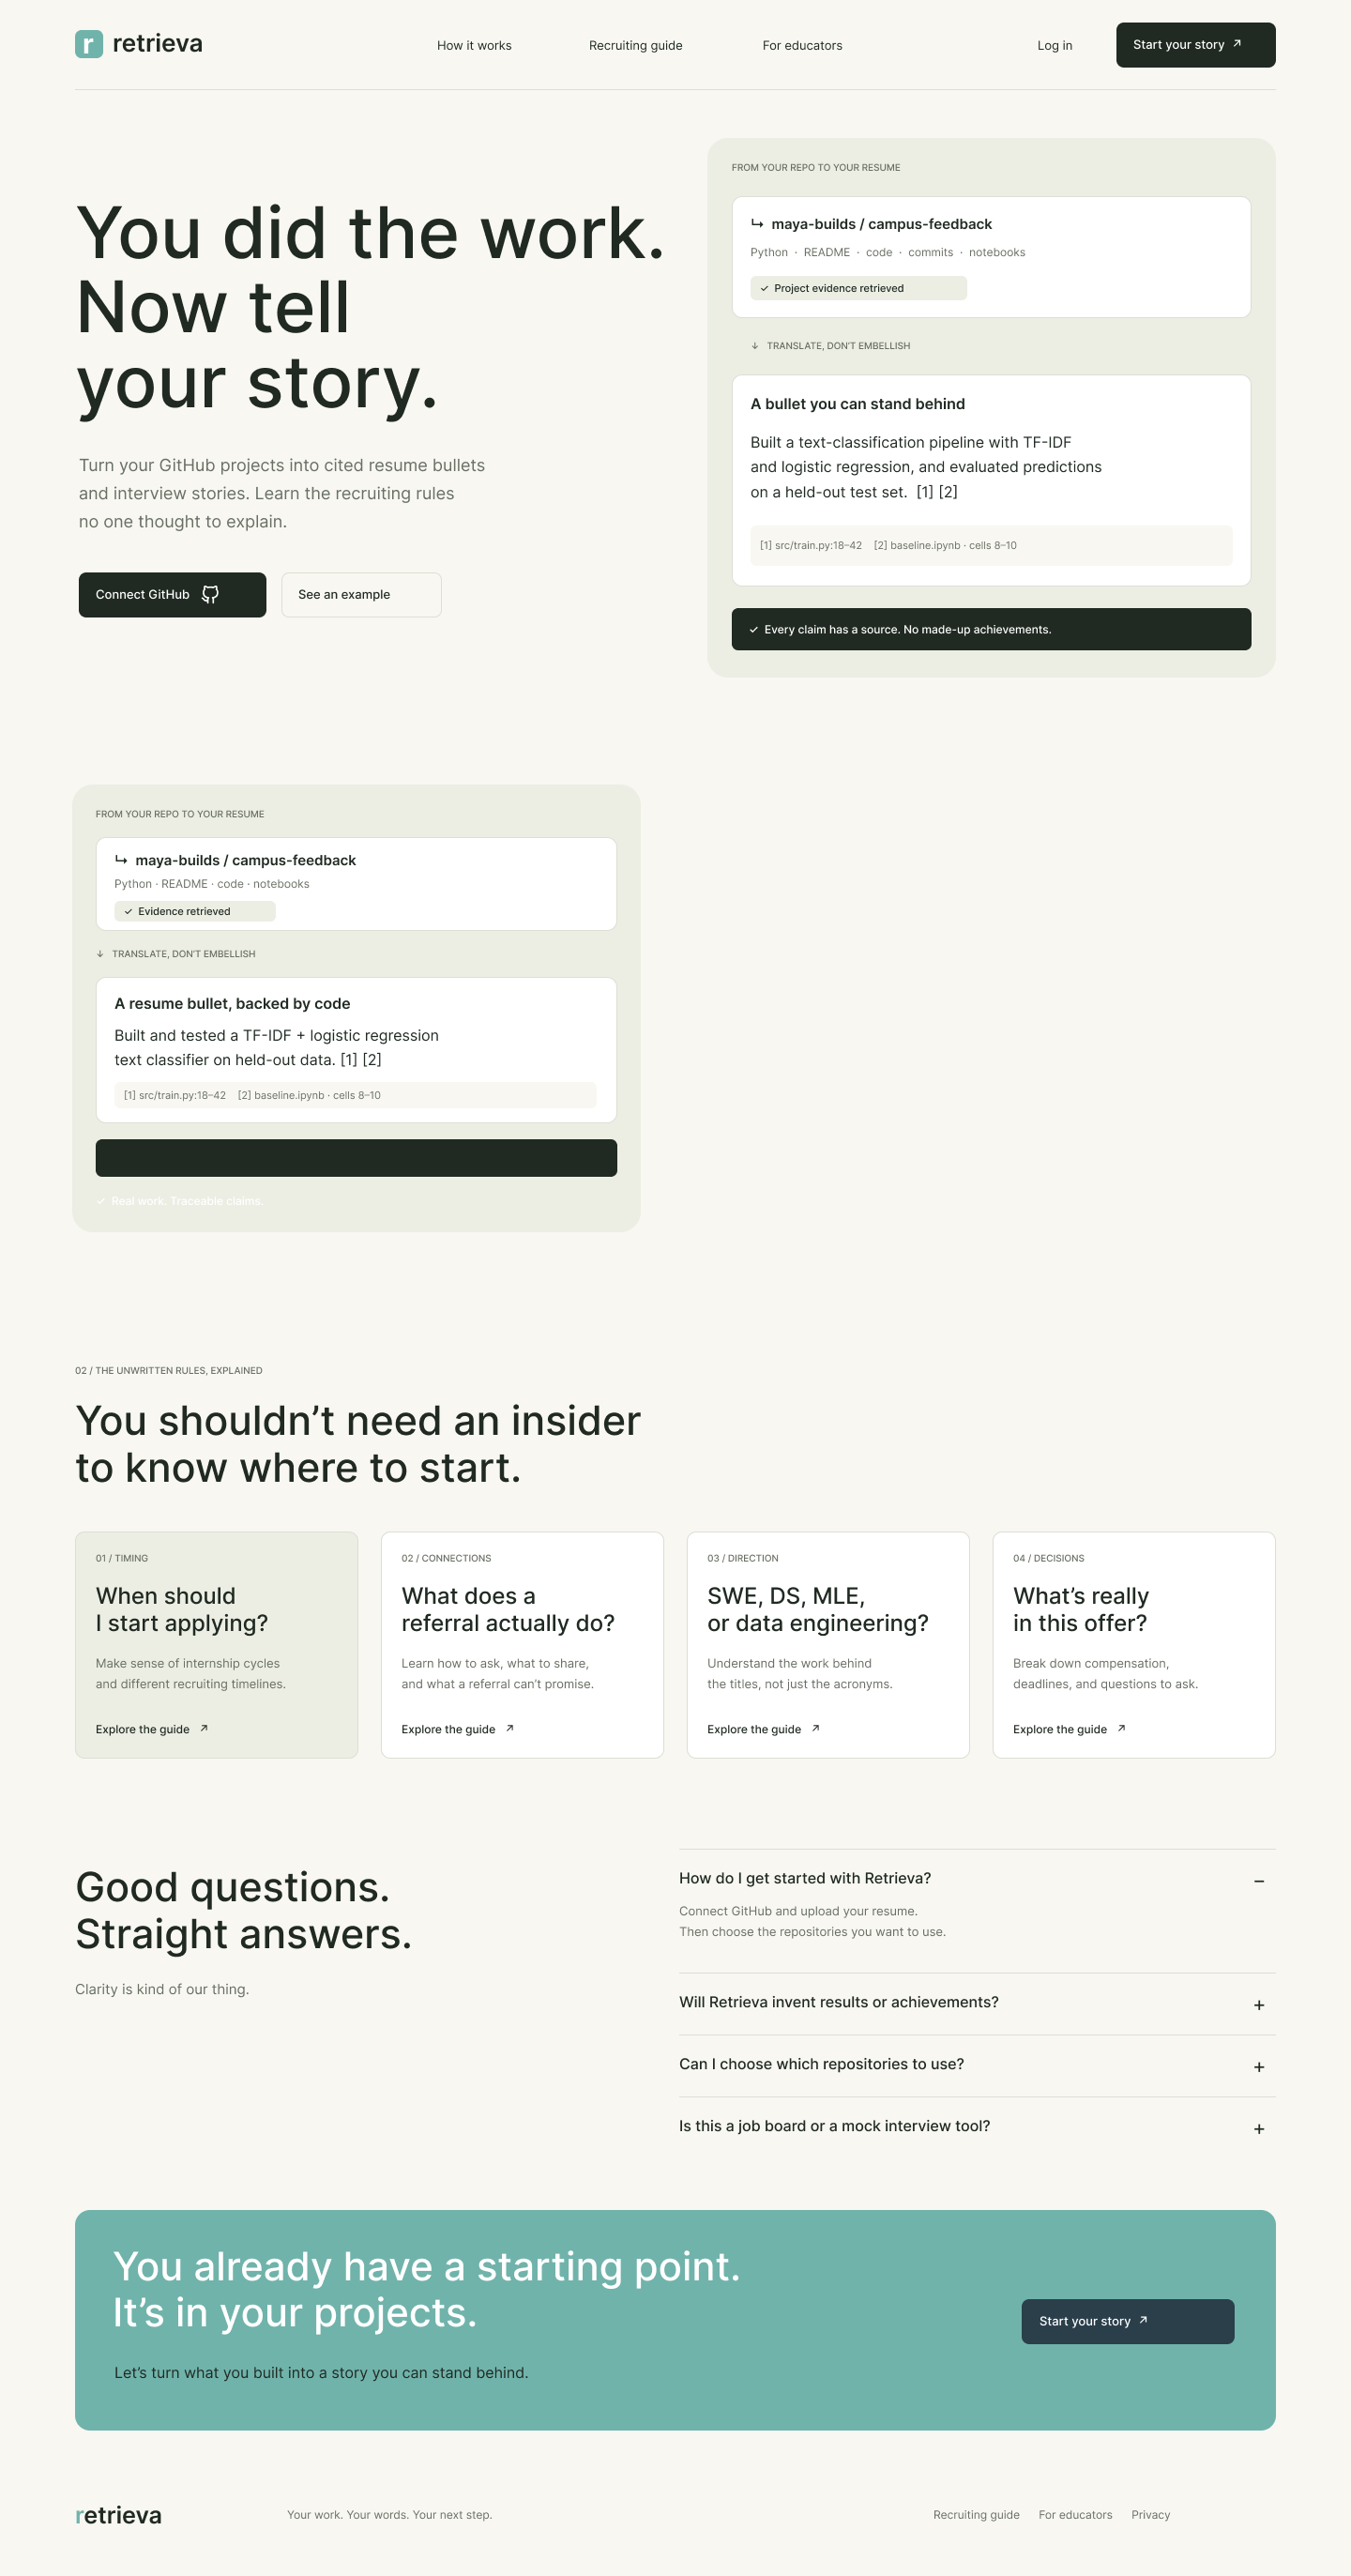 r retrieva
How it works
Recruiting guide
For educators
Log in
Start your story ↗
You did the work.
Now tell
your story.
Turn your GitHub projects into cited resume bullets
and interview stories. Learn the recruiting rules
no one thought to explain.
Connect GitHub
See an example
FROM YOUR REPO TO YOUR RESUME
↳ maya-builds / campus-feedback
Python · README · code · commits · notebooks
✓ Project evidence retrieved
↓ TRANSLATE, DON'T EMBELLISH
A bullet you can stand behind
Built a text-classification pipeline with TF-IDF
and logistic regression, and evaluated predictions
on a held-out test set. [1] [2]
[1] src/train.py:18–42 [2] baseline.ipynb · cells 8–10
✓ Every claim has a source. No made-up achievements.
FROM YOUR REPO TO YOUR RESUME
↳ maya-builds / campus-feedback
Python · README · code · notebooks
✓ Evidence retrieved
↓ TRANSLATE, DON'T EMBELLISH
A resume bullet, backed by code
Built and tested a TF-IDF + logistic regression
text classifier on held-out data. [1] [2]
[1] src/train.py:18–42 [2] baseline.ipynb · cells 8–10
✓ Real work. Traceable claims.
02 / THE UNWRITTEN RULES, EXPLAINED
You shouldn’t need an insider
to know where to start.
01 / TIMING
When should
I start applying?
Make sense of internship cycles
and different recruiting timelines.
Explore the guide ↗
02 / CONNECTIONS
What does a
referral actually do?
Learn how to ask, what to share,
and what a referral can’t promise.
Explore the guide ↗
03 / DIRECTION
SWE, DS, MLE,
or data engineering?
Understand the work behind
the titles, not just the acronyms.
Explore the guide ↗
04 / DECISIONS
What’s really
in this offer?
Break down compensation,
deadlines, and questions to ask.
Explore the guide ↗
Good questions.
Straight answers.
Clarity is kind of our thing.
How do I get started with Retrieva? −
Connect GitHub and upload your resume.
Then choose the repositories you want to use.
Will Retrieva invent results or achievements? +
Can I choose which repositories to use? +
Is this a job board or a mock interview tool? +
You already have a starting point.
It’s in your projects.
Let’s turn what you built into a story you can stand behind.
Start your story ↗
retrieva
Your work. Your words. Your next step.
Recruiting guide
For educators
Privacy